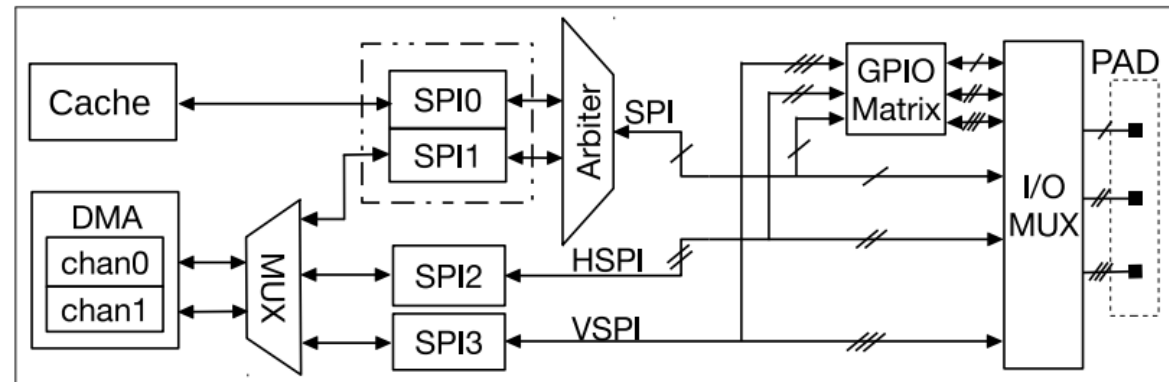 Cache
DMA
chan0
chan1
MUX
SPI0
SPI1
SPI2
SPI3
Arbiter
SPI
HSPI
VSPI
GPIO
Matrix
I/O
MUX
PAD